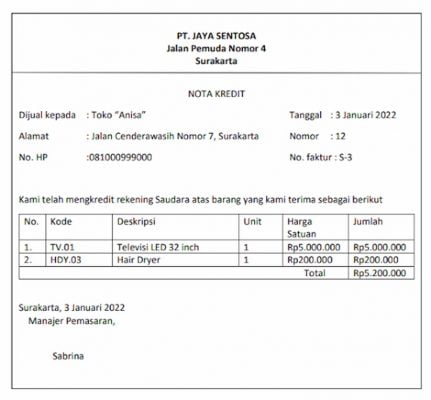 PT. JAYA SENTOSA
Jalan Pemuda Nomor 4
Surakarta
NOTA KREDIT
Dijual kepada : Toko “Anisa” Tanggal : 3 Januari 2022
Alamat : Jalan Cenderawasih Nomor 7, Surakarta Nomor : 12
No. HP :081000999000 No. faktur : S-3
Kami telah mengkredit rekening Saudara atas barang yang kami terima sebagai berikut
No. Kode Deskripsi Unit Harga Satuan Jumlah
1. TV.01 Televisi LED 32 inch 1 Rp5.000.000 Rp5.000.000
2. HDY.03 Hair Dryer 1 Rp200.000 Rp200.000
Total Rp5.200.000
Surakarta, 3 Januari 2022
Manajer Pemasaran,
Sabrina